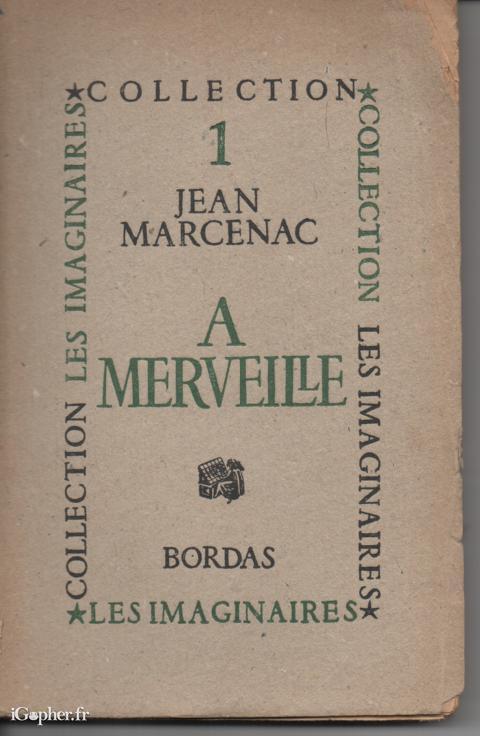 ★COLLECTION★
1
JEAN
MARCENAC
A
MERVEILLE
BORDAS
★LES IMAGINAIRES★
COLLECTION LES IMAGINAIRES
COLLECTION LES IMAGINAIRES
iGopher.fr